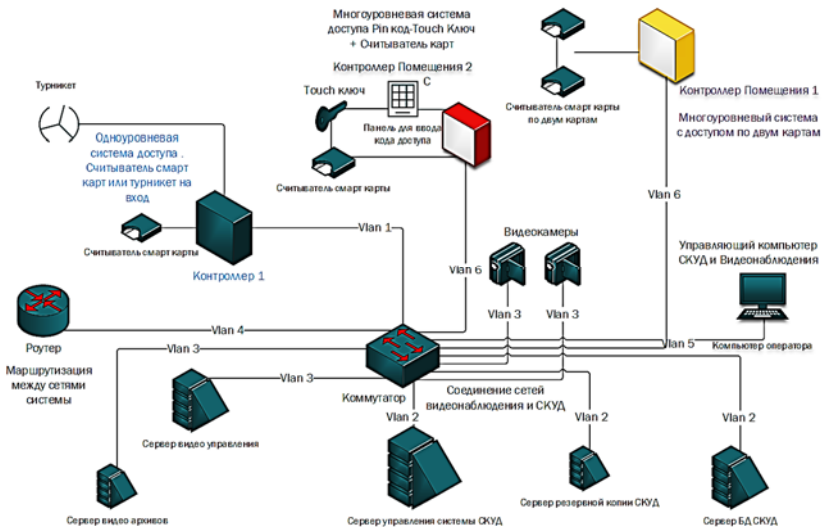 Многоуровневая система
доступа Pin код-Touch Ключ
+ Считыватель карт
Контроллер Помещения 2
C
Touch ключ
Панель для ввода
кода доступа
Считыватель смарт карты
Турникет
Одноуровневая
система доступа .
Считыватель смарт
карт или турникет на
вход
Считыватель смарт карты
Контроллер 1
Считыватель смарт карты
по двум картам
Контроллер Помещения 1
Многоуровневый система
с доступом по двум картам
Vlan 6
Vlan 1
Vlan 6
Видеокамеры
Управляющий компьютер
СКУД и Видеонаблюдения
Vlan 3
Vlan 3
Роутер
Vlan 4
Vlan 5
Компьютер оператора
Маршрутизация
между сетями
системы
Vlan 3
Vlan 3
Коммутатор
Соединение сетей
видеонаблюдения и СКУД
Vlan 2
Vlan 2
Vlan 2
Сервер видео управления
Сервер видео архивов
Сервер управления системы СКУД
Сервер резервной копии СКУД
Сервер БД СКУД